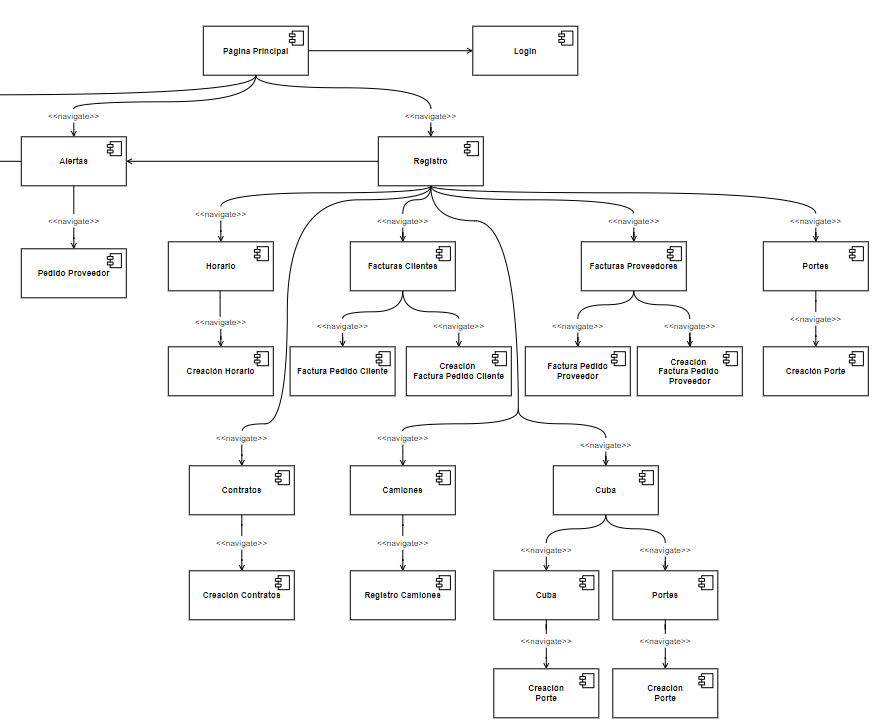 Página Principal
Login
<<navigate>>
<<navigate>>
Alertas
Registro
<<navigate>>
<<navigate>>
<<navigate>>
<<navigate>>
<<navigate>>
Pedido Proveedor
Horario
Facturas Clientes
Facturas Proveedores
Portes
<<navigate>>
<<navigate>>
<<navigate>>
<<navigate>>
<<navigate>>
<<navigate>>
Creación Horario
Factura Pedido Cliente
Creación
Factura Pedido Cliente
Factura Pedido
Proveedor
Creación
Factura Pedido
Proveedor
Creación Porte
<<navigate>>
<<navigate>>
<<navigate>>
Contratos
Camiones
Cuba
<<navigate>>
<<navigate>>
<<navigate>>
<<navigate>>
Creación Contratos
Registro Camiones
Cuba
Portes
<<navigate>>
<<navigate>>
Creación
Porte
Creación
Porte